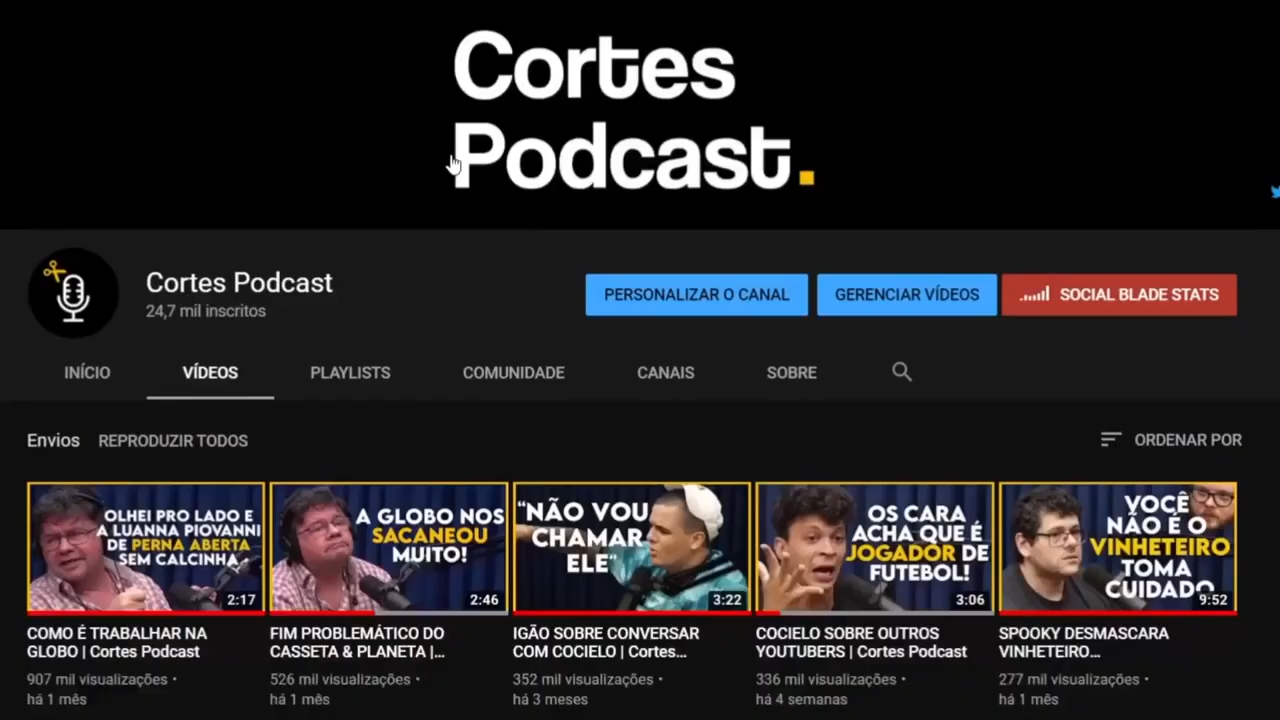 Cortes
Podcast.
Cortes Podcast
24,7 mil inscritos
PERSONALIZAR O CANAL
GERENCIAR VÍDEOS
SOCIAL BLADE STATS
INÍCIO
VÍDEOS
PLAYLISTS
COMUNIDADE
CANAIS
SOBRE
Envios
REPRODUZIR TODOS
ORDENAR POR
OLHEI PRO LADO E
A LUANNA PIOVANNI
DE PERNA ABERTA
SEM CALCINHA
2:17
COMO É TRABALHAR NA
GLOBO | Cortes Podcast
907 mil visualizações •
há 1 mês
A GLOBO NOS
SACANEOU
MUITO!
2:46
FIM PROBLEMÁTICO DO
CASSETA & PLANETA |...
526 mil visualizações •
há 1 mês
"NÃO VOU
CHAMAR
ELE"
3:22
IGÃO SOBRE CONVERSAR
COM COCIELO | Cortes...
352 mil visualizações •
há 3 meses
OS CARA
ACHA QUE É
JOGADOR DE
FUTEBOL!
3:06
COCIELO SOBRE OUTROS
YOUTUBERS | Cortes Podcast
336 mil visualizações •
há 4 semanas
VOCÊ
NÃO É O
VINHETEIRO
TOMA
CUIDADO
9:52
SPOOKY DESMASCARA
VINHETEIRO...
277 mil visualizações •
há 1 mês